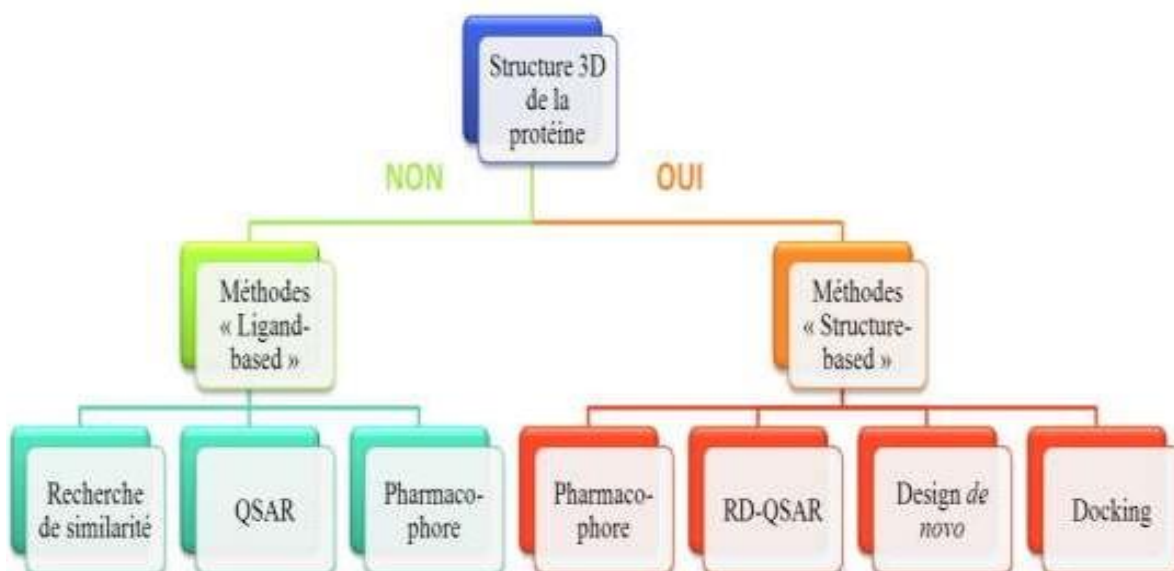 Structure 3D
de la
protéine
NON
OUI
Méthodes
« Ligand-
based »
Méthodes
« Structure-
based »
Recherche
de similarité
QSAR
Pharmaco-
phore
Pharmaco-
phore
RD-QSAR
Design de
novo
Docking